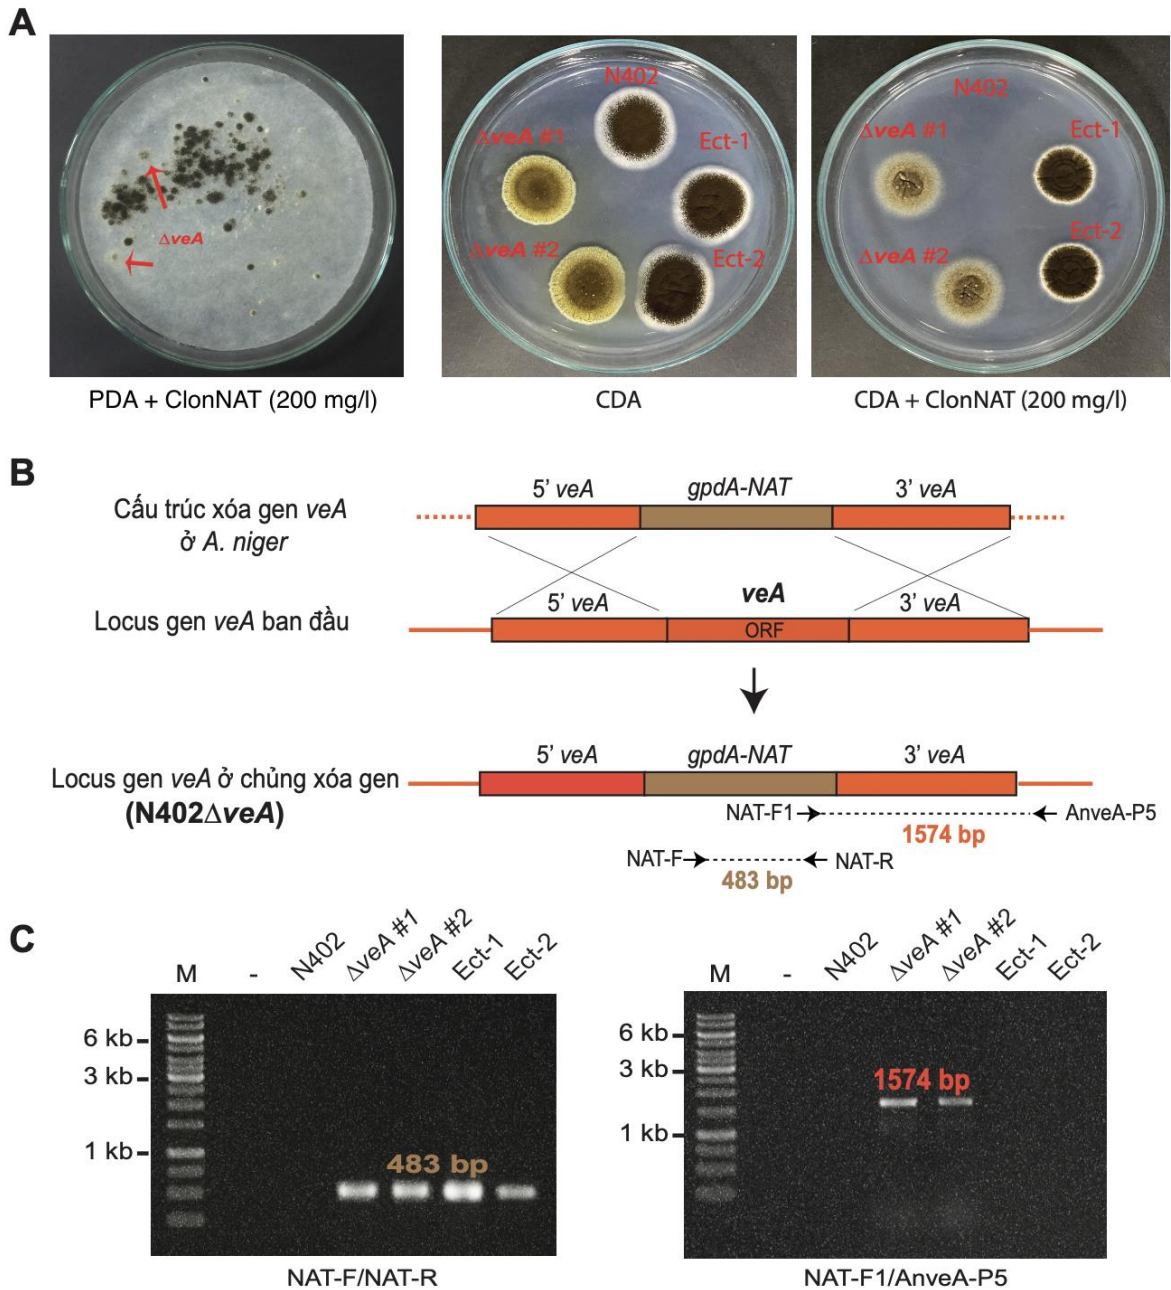 A
ΔveA
PDA + ClonNAT (200 mg/l)
N402
ΔveA #1
Ect-1
ΔveA #2
Ect-2
CDA
N402
ΔveA #1
Ect-1
ΔveA #2
Ect-2
CDA + ClonNAT (200 mg/l)
B
Cấu trúc xóa gen veA
ở A. niger
5' veA
gpdA-NAT
3' veA
Locus gen veA ban đầu
5' veA
veA
3' veA
ORF
Locus gen veA ở chủng xóa gen
(N402ΔveA)
5' veA
gpdA-NAT
3' veA
NAT-F1
AnveA-P5
1574 bp
NAT-F
NAT-R
483 bp
C
M
-
N402
ΔveA #1
ΔveA #2
Ect-1
Ect-2
6 kb
3 kb
1 kb
483 bp
NAT-F/NAT-R
M
-
N402
ΔveA #1
ΔveA #2
Ect-1
Ect-2
6 kb
3 kb
1 kb
1574 bp
NAT-F1/AnveA-P5